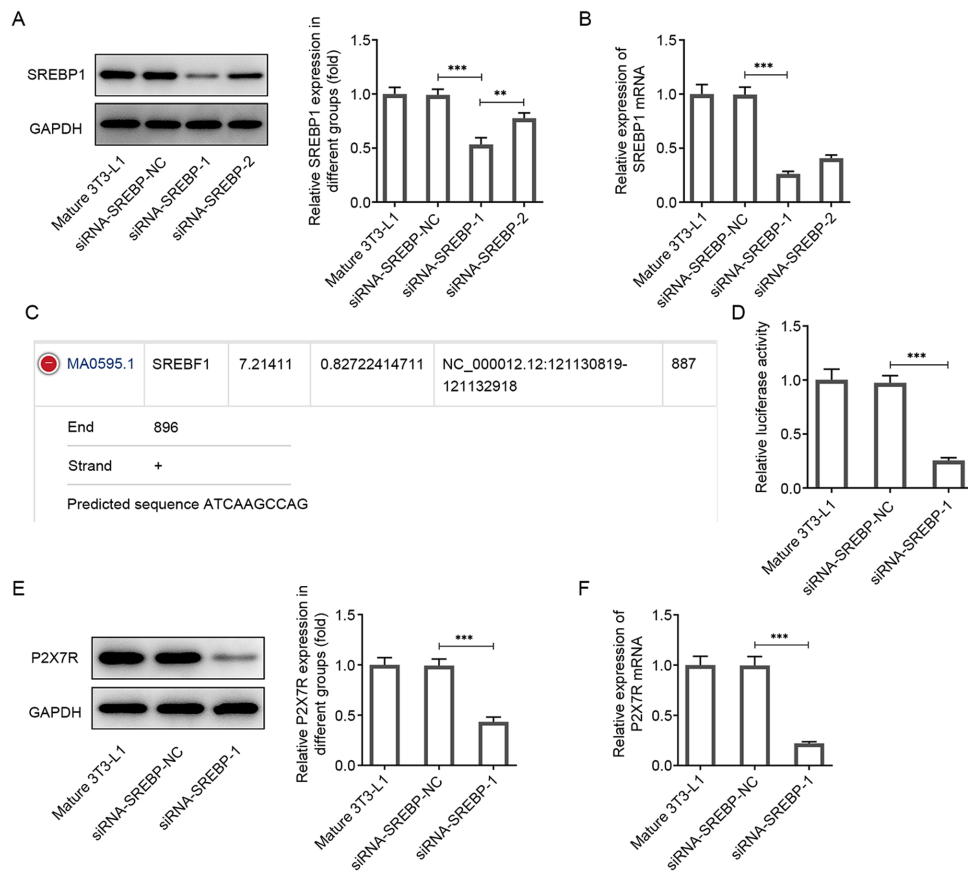 A
SREBP1
GAPDH
Mature 3T3-L1
siRNA-SREBP-NC
siRNA-SREBP-1
siRNA-SREBP-2
Relative SREBP1 expression in
different groups (fold)
1.5
1.0
0.5
0.0
***
**
Mature 3T3-L1
siRNA-SREBP-NC
siRNA-SREBP-1
siRNA-SREBP-2
B
Relative expression of
SREBP1 mRNA
1.5
1.0
0.5
0.0
***
Mature 3T3-L1
siRNA-SREBP-NC
siRNA-SREBP-1
siRNA-SREBP-2
C
MA0595.1 SREBF1 7.21411 0.82722414711 NC_000012.12:121130819- 887
121132918
End 896
Strand +
Predicted sequence ATCAAGCCAG
D
Relative luciferase activity
1.5
1.0
0.5
0.0
***
Mature 3T3-L1
siRNA-SREBP-NC
siRNA-SREBP-1
E
P2X7R
GAPDH
Mature 3T3-L1
siRNA-SREBP-NC
siRNA-SREBP-1
Relative P2X7R expression in
different groups (fold)
1.5
1.0
0.5
0.0
***
Mature 3T3-L1
siRNA-SREBP-NC
siRNA-SREBP-1
F
Relative expression of
P2X7R mRNA
1.5
1.0
0.5
0.0
***
Mature 3T3-L1
siRNA-SREBP-NC
siRNA-SREBP-1